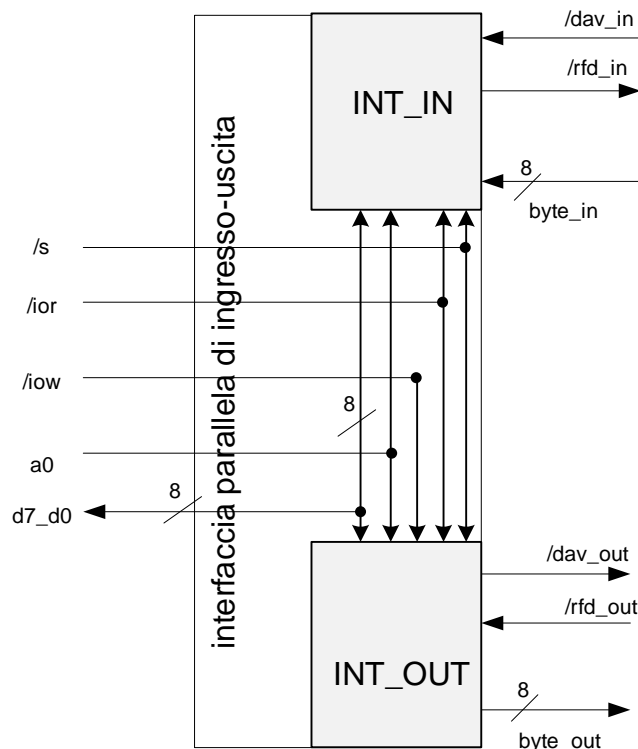 /dav_in
/rfd_in
INT_IN
8
byte_in
/s
/ior
/iow
8
a0
8
d7_d0
interfaccia parallela di ingresso-uscita
/dav_out
/rfd_out
INT_OUT
8
byte_out